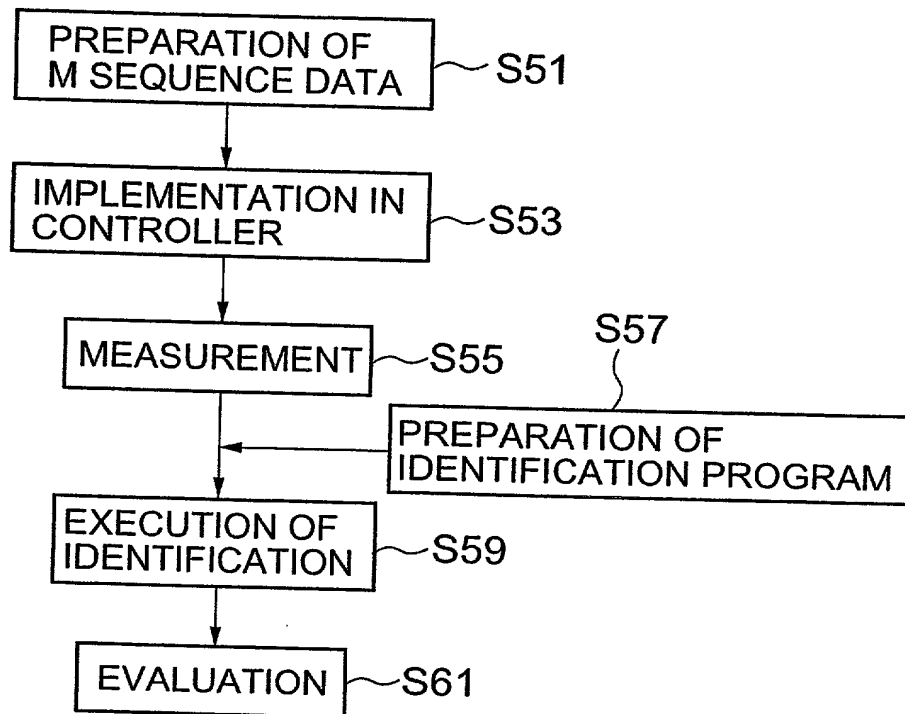 PREPARATION OF
M SEQUENCE DATA
S51
IMPLEMENTATION IN
CONTROLLER
S53
MEASUREMENT
S55
S57
PREPARATION OF
IDENTIFICATION PROGRAM
EXECUTION OF
IDENTIFICATION
S59
EVALUATION
S61